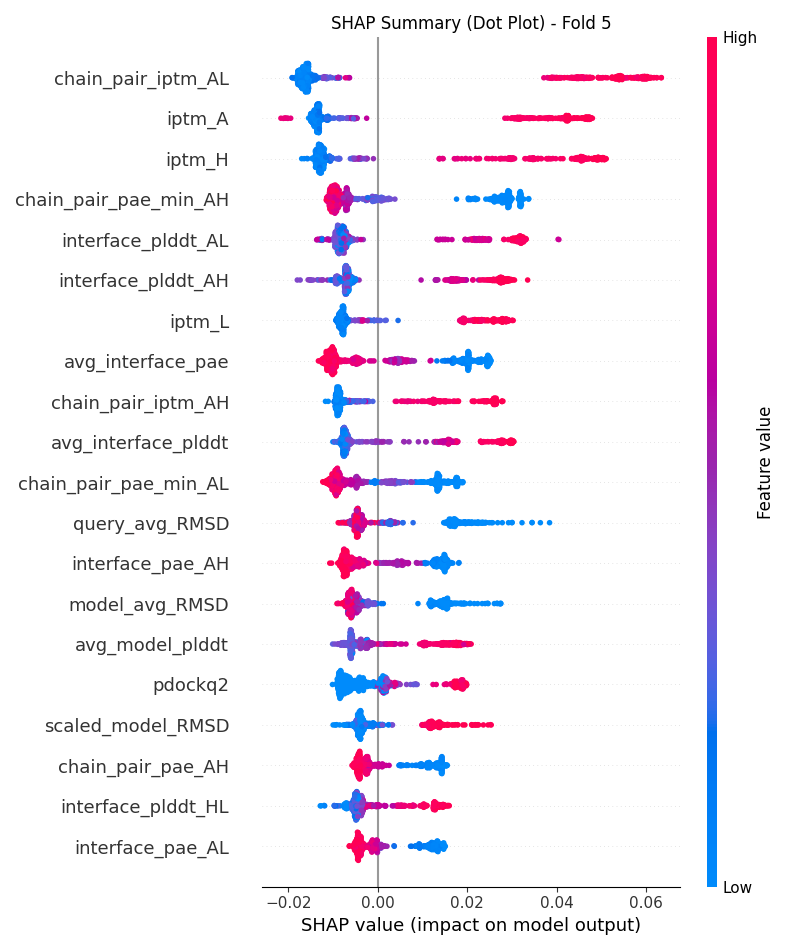 SHAP Summary (Dot Plot) - Fold 5
High
chain_pair_iptm_AL
iptm_A
iptm_H
chain_pair_pae_min_AH
interface_plddt_AL
interface_plddt_AH
iptm_L
avg_interface_pae
chain_pair_iptm_AH
avg_interface_plddt
chain_pair_pae_min_AL
query_avg_RMSD
interface_pae_AH
model_avg_RMSD
avg_model_plddt
pdockq2
scaled_model_RMSD
chain_pair_pae_AH
interface_plddt_HL
interface_pae_AL
Feature value
Low
−0.02 0.00 0.02 0.04 0.06
SHAP value (impact on model output)